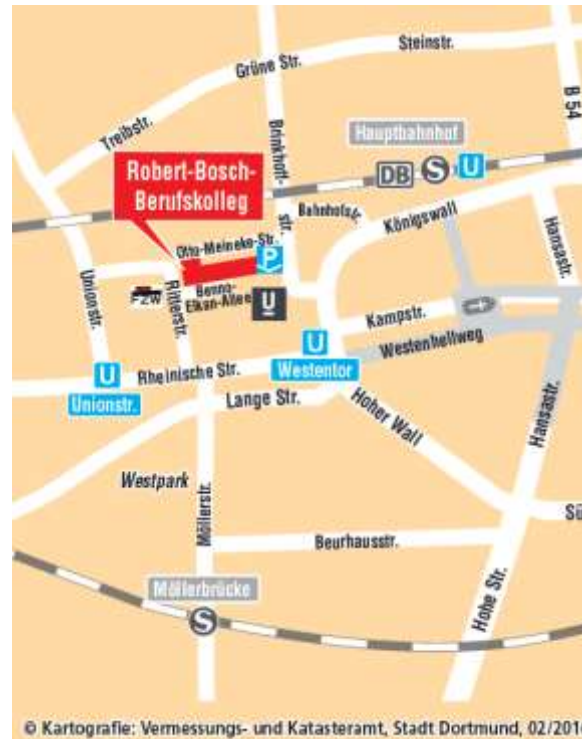 Steinstr.
Grüne Str.
Treibstr.
B 54
Brinkhoff-
str.
Hauptbahnhof
DB
S
U
Robert-Bosch-
Berufskolleg
Bahnhofstr.
Königswall
Otto-Meineke-Str.
P
Hansastr.
Unionstr.
FZW
Ritterstr.
Benno-
Elkan-Allee
U
Kampstr.
Westenhellweg
U
Westentor
U
Unionstr.
Rheinische Str.
Lange Str.
Hoher Wall
Hansastr.
Westpark
Möllerstr.
Sü
Beurhausstr.
Hohe Str.
Möllerbrücke
S
© Kartografie: Vermessungs- und Katasteramt, Stadt Dortmund, 02/201